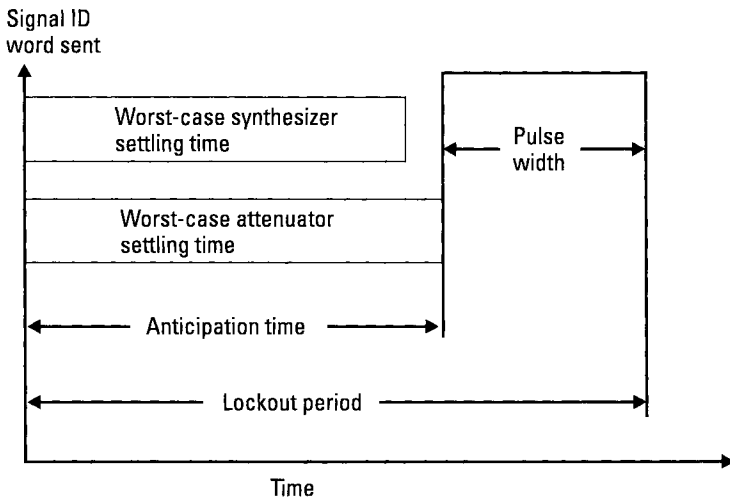 Signal ID
word sent
Worst-case synthesizer
settling time
Pulse
width
Worst-case attenuator
settling time
Anticipation time
Lockout period
Time